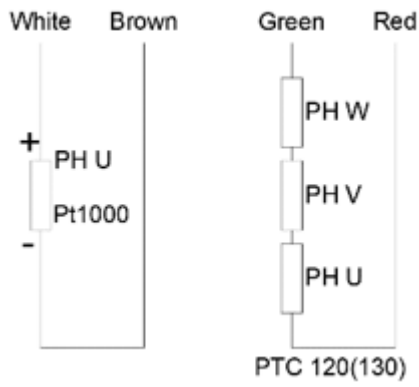 White Brown Green Red
+
PH U
Pt1000
-
PH W
PH V
PH U
PTC 120(130)